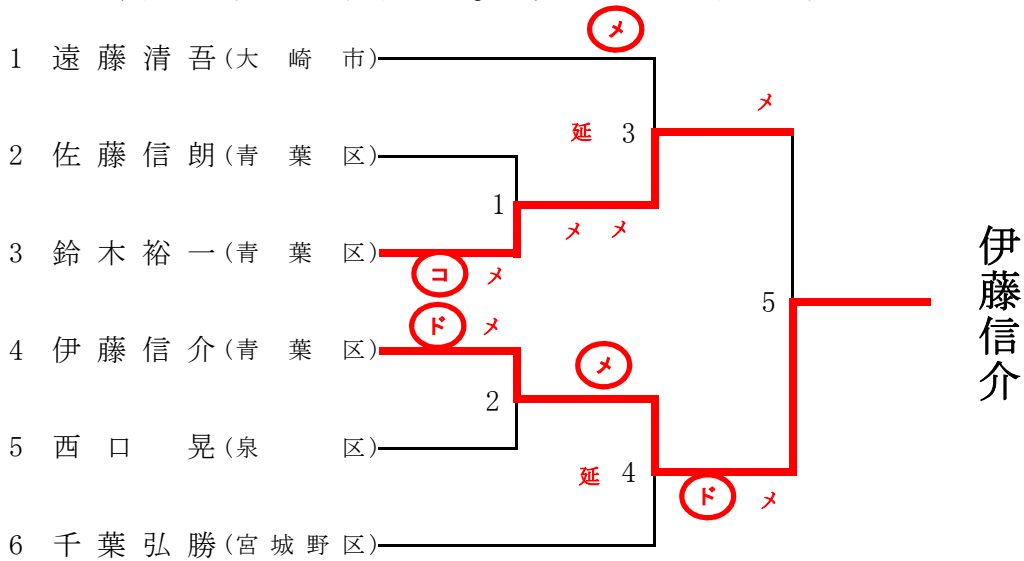 メ
1 遠藤清吾(大崎市)
メ
延 3
2 佐藤信朗(青葉区)
1
メ メ
3 鈴木裕一(青葉区)
コ メ
伊藤信介
5
ド メ
4 伊藤信介(青葉区)
メ
2
5 西口 晃(泉 区)
延 4
ド メ
6 千葉弘勝(宮城野区)